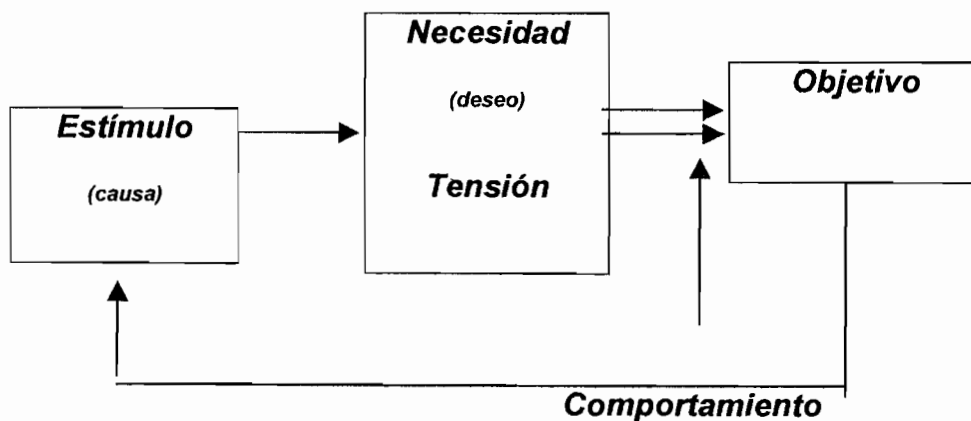 Estímulo
(causa)
Necesidad
(deseo)
Tensión
Objetivo
Comportamiento